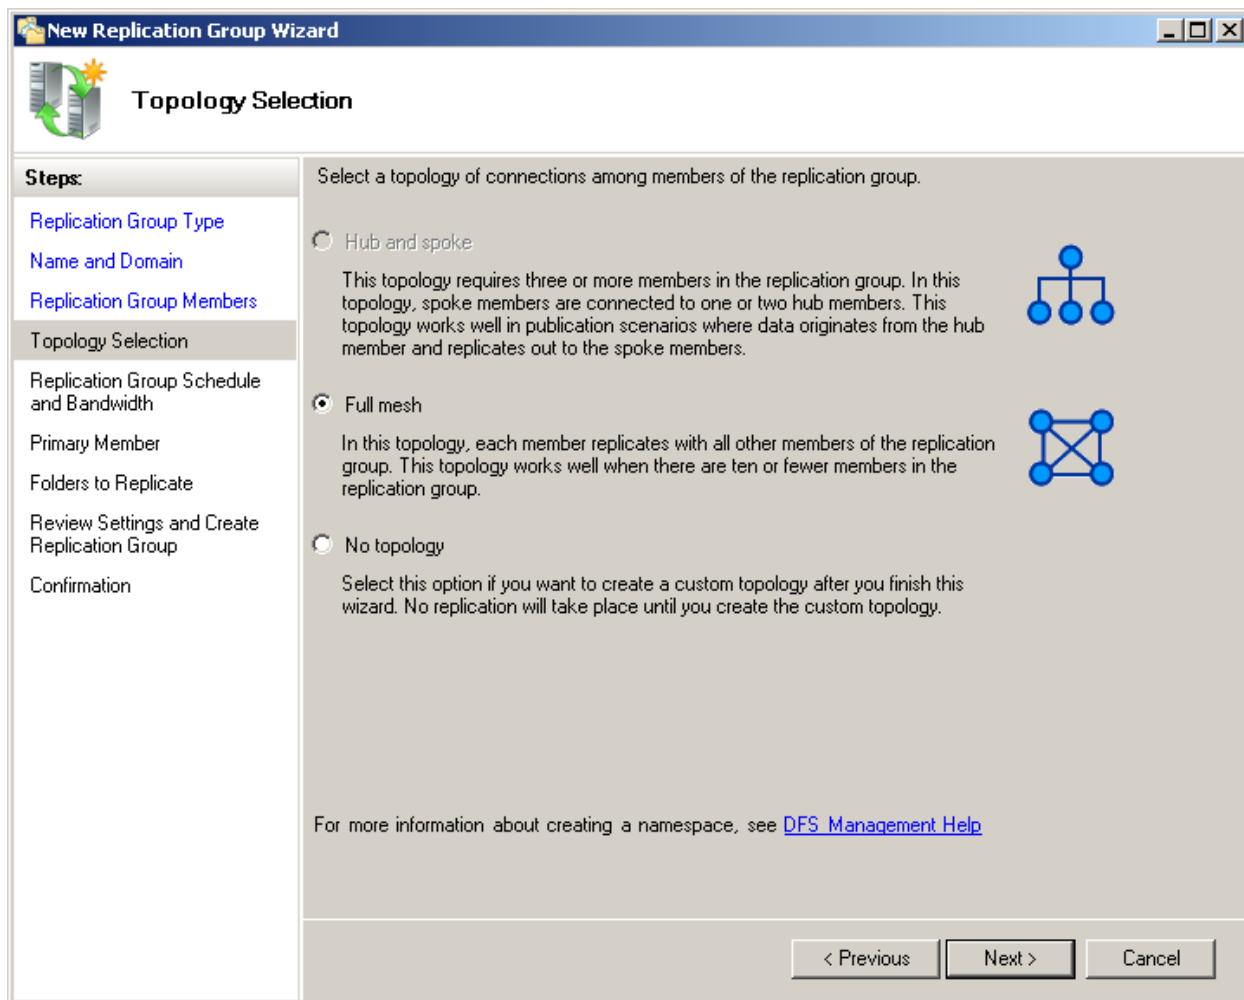 New Replication Group Wizard
Topology Selection
Steps:
Replication Group Type
Name and Domain
Replication Group Members
Topology Selection
Replication Group Schedule
and Bandwidth
Primary Member
Folders to Replicate
Review Settings and Create
Replication Group
Confirmation
Select a topology of connections among members of the replication group.
Hub and spoke
This topology requires three or more members in the replication group. In this
topology, spoke members are connected to one or two hub members. This
topology works well in publication scenarios where data originates from the hub
member and replicates out to the spoke members.
Full mesh
In this topology, each member replicates with all other members of the replication
group. This topology works well when there are ten or fewer members in the
replication group.
No topology
Select this option if you want to create a custom topology after you finish this
wizard. No replication will take place until you create the custom topology.
For more information about creating a namespace, see DFS Management Help
< Previous
Next >
Cancel